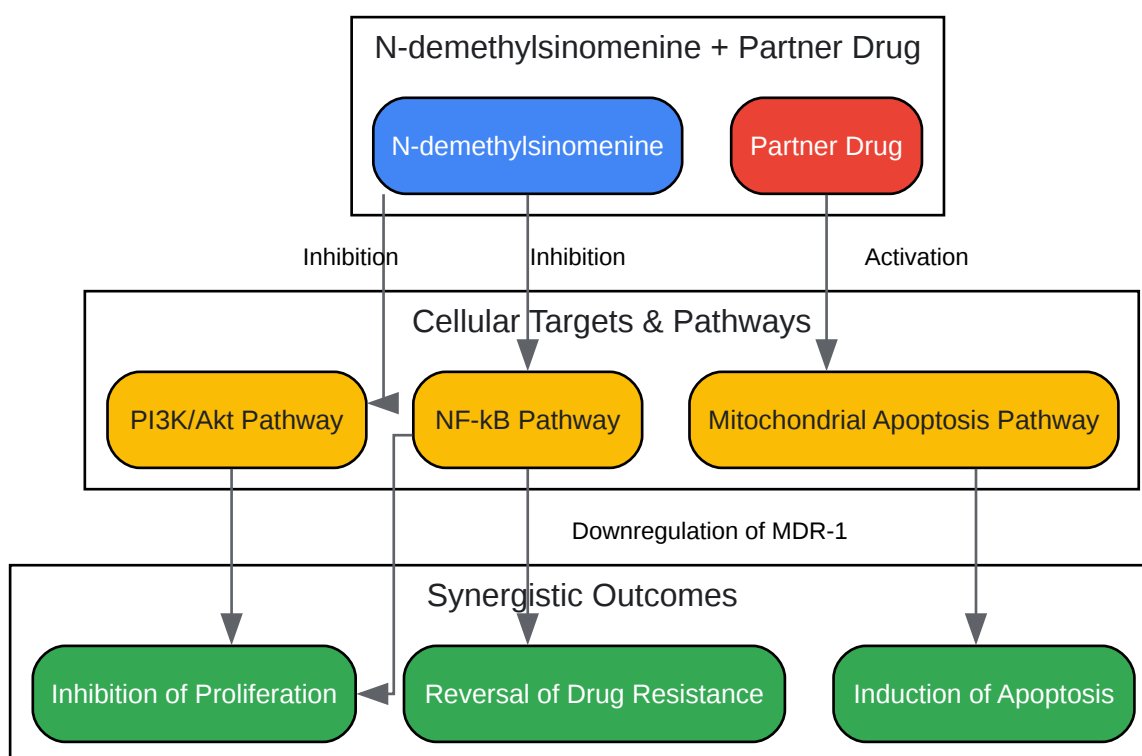 N-demethylsinomenine + Partner Drug
N-demethylsinomenine
Partner Drug
Inhibition
Inhibition
Activation
Cellular Targets & Pathways
PI3K/Akt Pathway
NF-kB Pathway
Mitochondrial Apoptosis Pathway
Downregulation of MDR-1
Synergistic Outcomes
Inhibition of Proliferation
Reversal of Drug Resistance
Induction of Apoptosis